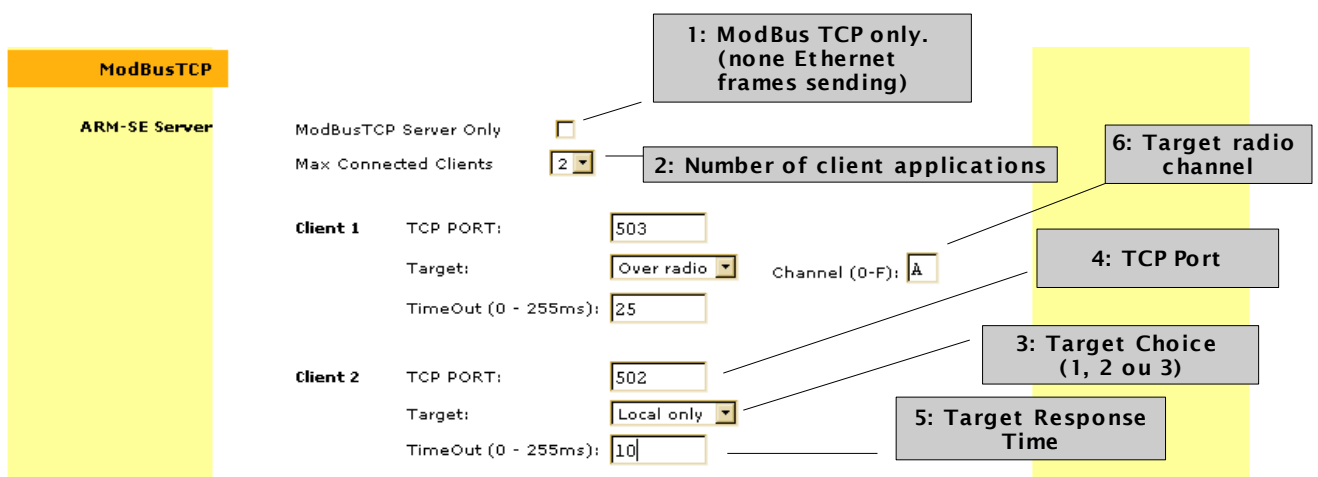 1: ModBus TCP only.
(none Ethernet
frames sending)
ModBusTCP
ARM-SE Server
ModBusTCP Server Only
Max Connected Clients 2
2: Number of client applications
6: Target radio
channel
Client 1 TCP PORT: 503
Target: Over radio Channel (0-F): A
TimeOut (0 - 255ms): 25
4: TCP Port
3: Target Choice
(1, 2 ou 3)
Client 2 TCP PORT: 502
Target: Local only
TimeOut (0 - 255ms): 10
5: Target Response
Time